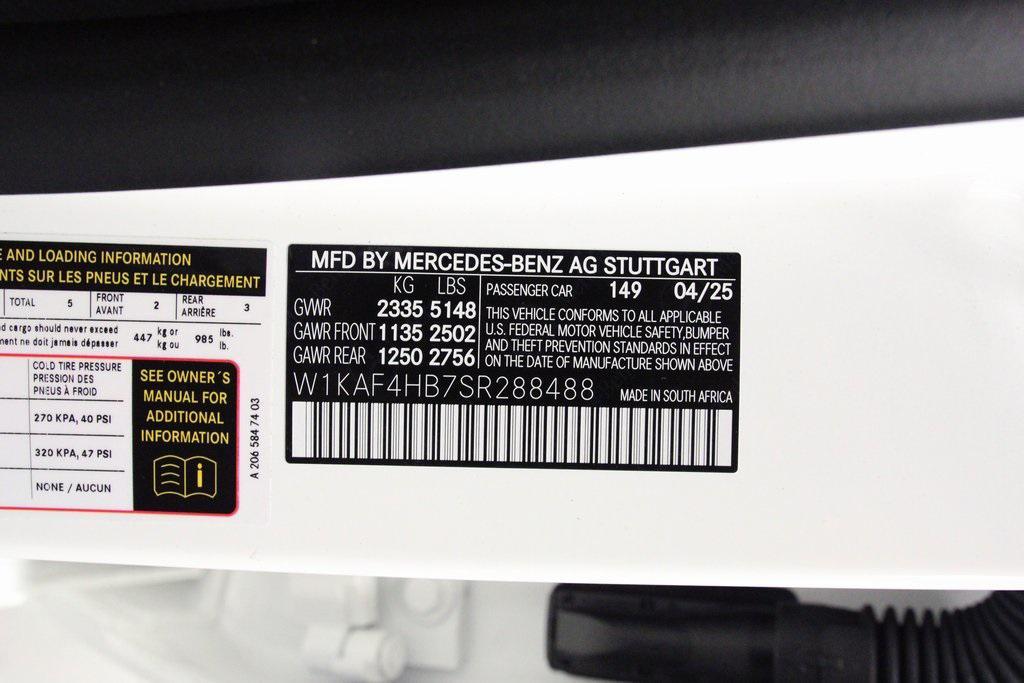 E AND LOADING INFORMATION
NTS SUR LES PNEUS ET LE CHARGEMENT
TOTAL 5 FRONT AVANT 2 REAR ARRIÈRE 3
d cargo should never exceed
ment ne doit jamais dépasser
447 kg or kg ou 985 lbs. lb.
COLD TIRE PRESSURE
PRESSION DES
PNEUS À FROID
270 KPA, 40 PSI
320 KPA, 47 PSI
NONE / AUCUN
SEE OWNER´S
MANUAL FOR
ADDITIONAL
INFORMATION
i
A 206 584 74 03
MFD BY MERCEDES-BENZ AG STUTTGART
KG LBS
GVWR 2335 5148
GAWR FRONT 1135 2502
GAWR REAR 1250 2756
PASSENGER CAR 149 04/25
THIS VEHICLE CONFORMS TO ALL APPLICABLE
U.S. FEDERAL MOTOR VEHICLE SAFETY, BUMPER
AND THEFT PREVENTION STANDARDS IN EFFECT
ON THE DATE OF MANUFACTURE SHOWN ABOVE
W1KAF4HB7SR288488
MADE IN SOUTH AFRICA